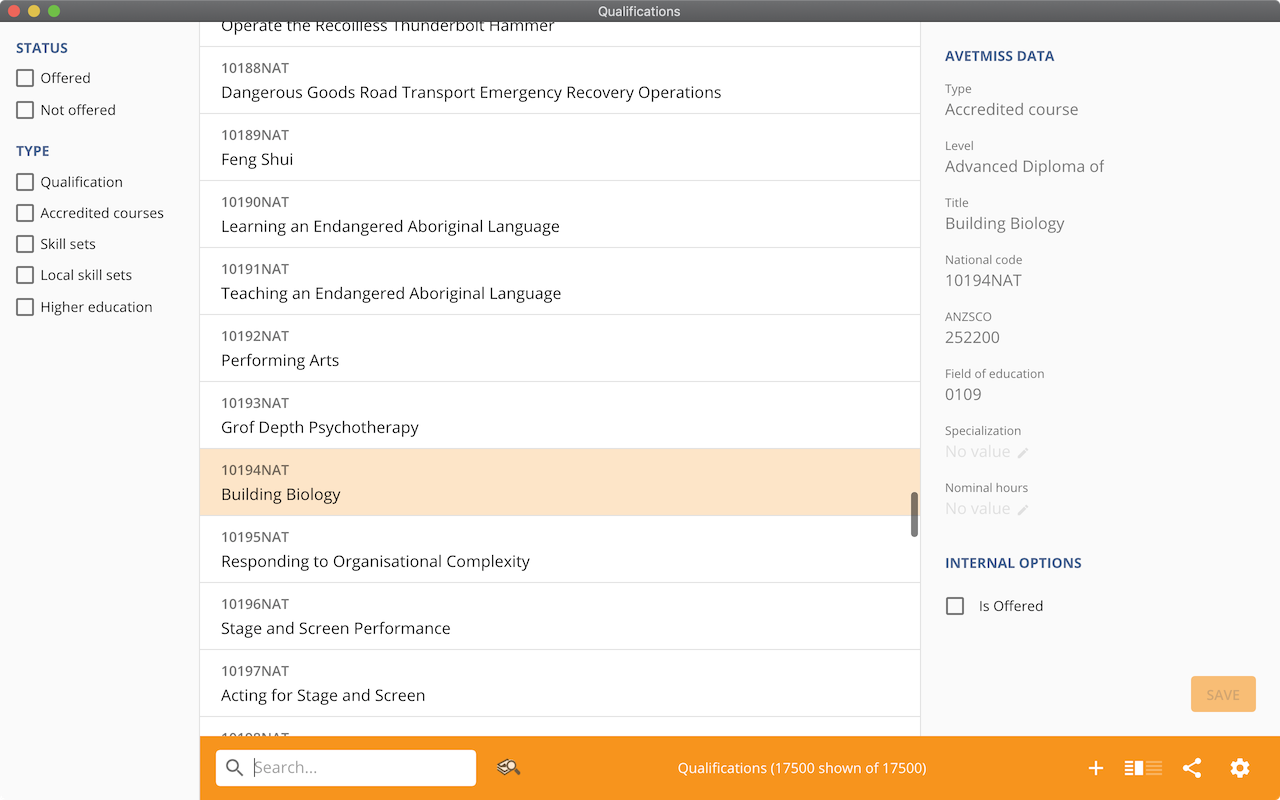 Qualifications
STATUS
Offered
Not offered
TYPE
Qualification
Accredited courses
Skill sets
Local skill sets
Higher education
Operate the Recoilless Thunderbolt Hammer
10188NAT
Dangerous Goods Road Transport Emergency Recovery Operations
10189NAT
Feng Shui
10190NAT
Learning an Endangered Aboriginal Language
10191NAT
Teaching an Endangered Aboriginal Language
10192NAT
Performing Arts
10193NAT
Grof Depth Psychotherapy
10194NAT
Building Biology
10195NAT
Responding to Organisational Complexity
10196NAT
Stage and Screen Performance
10197NAT
Acting for Stage and Screen
10198NAT
AVETMISS DATA
Type
Accredited course
Level
Advanced Diploma of
Title
Building Biology
National code
10194NAT
ANZSCO
252200
Field of education
0109
Specialization
No value
Nominal hours
No value
INTERNAL OPTIONS
Is Offered
SAVE
Search...
Qualifications (17500 shown of 17500)